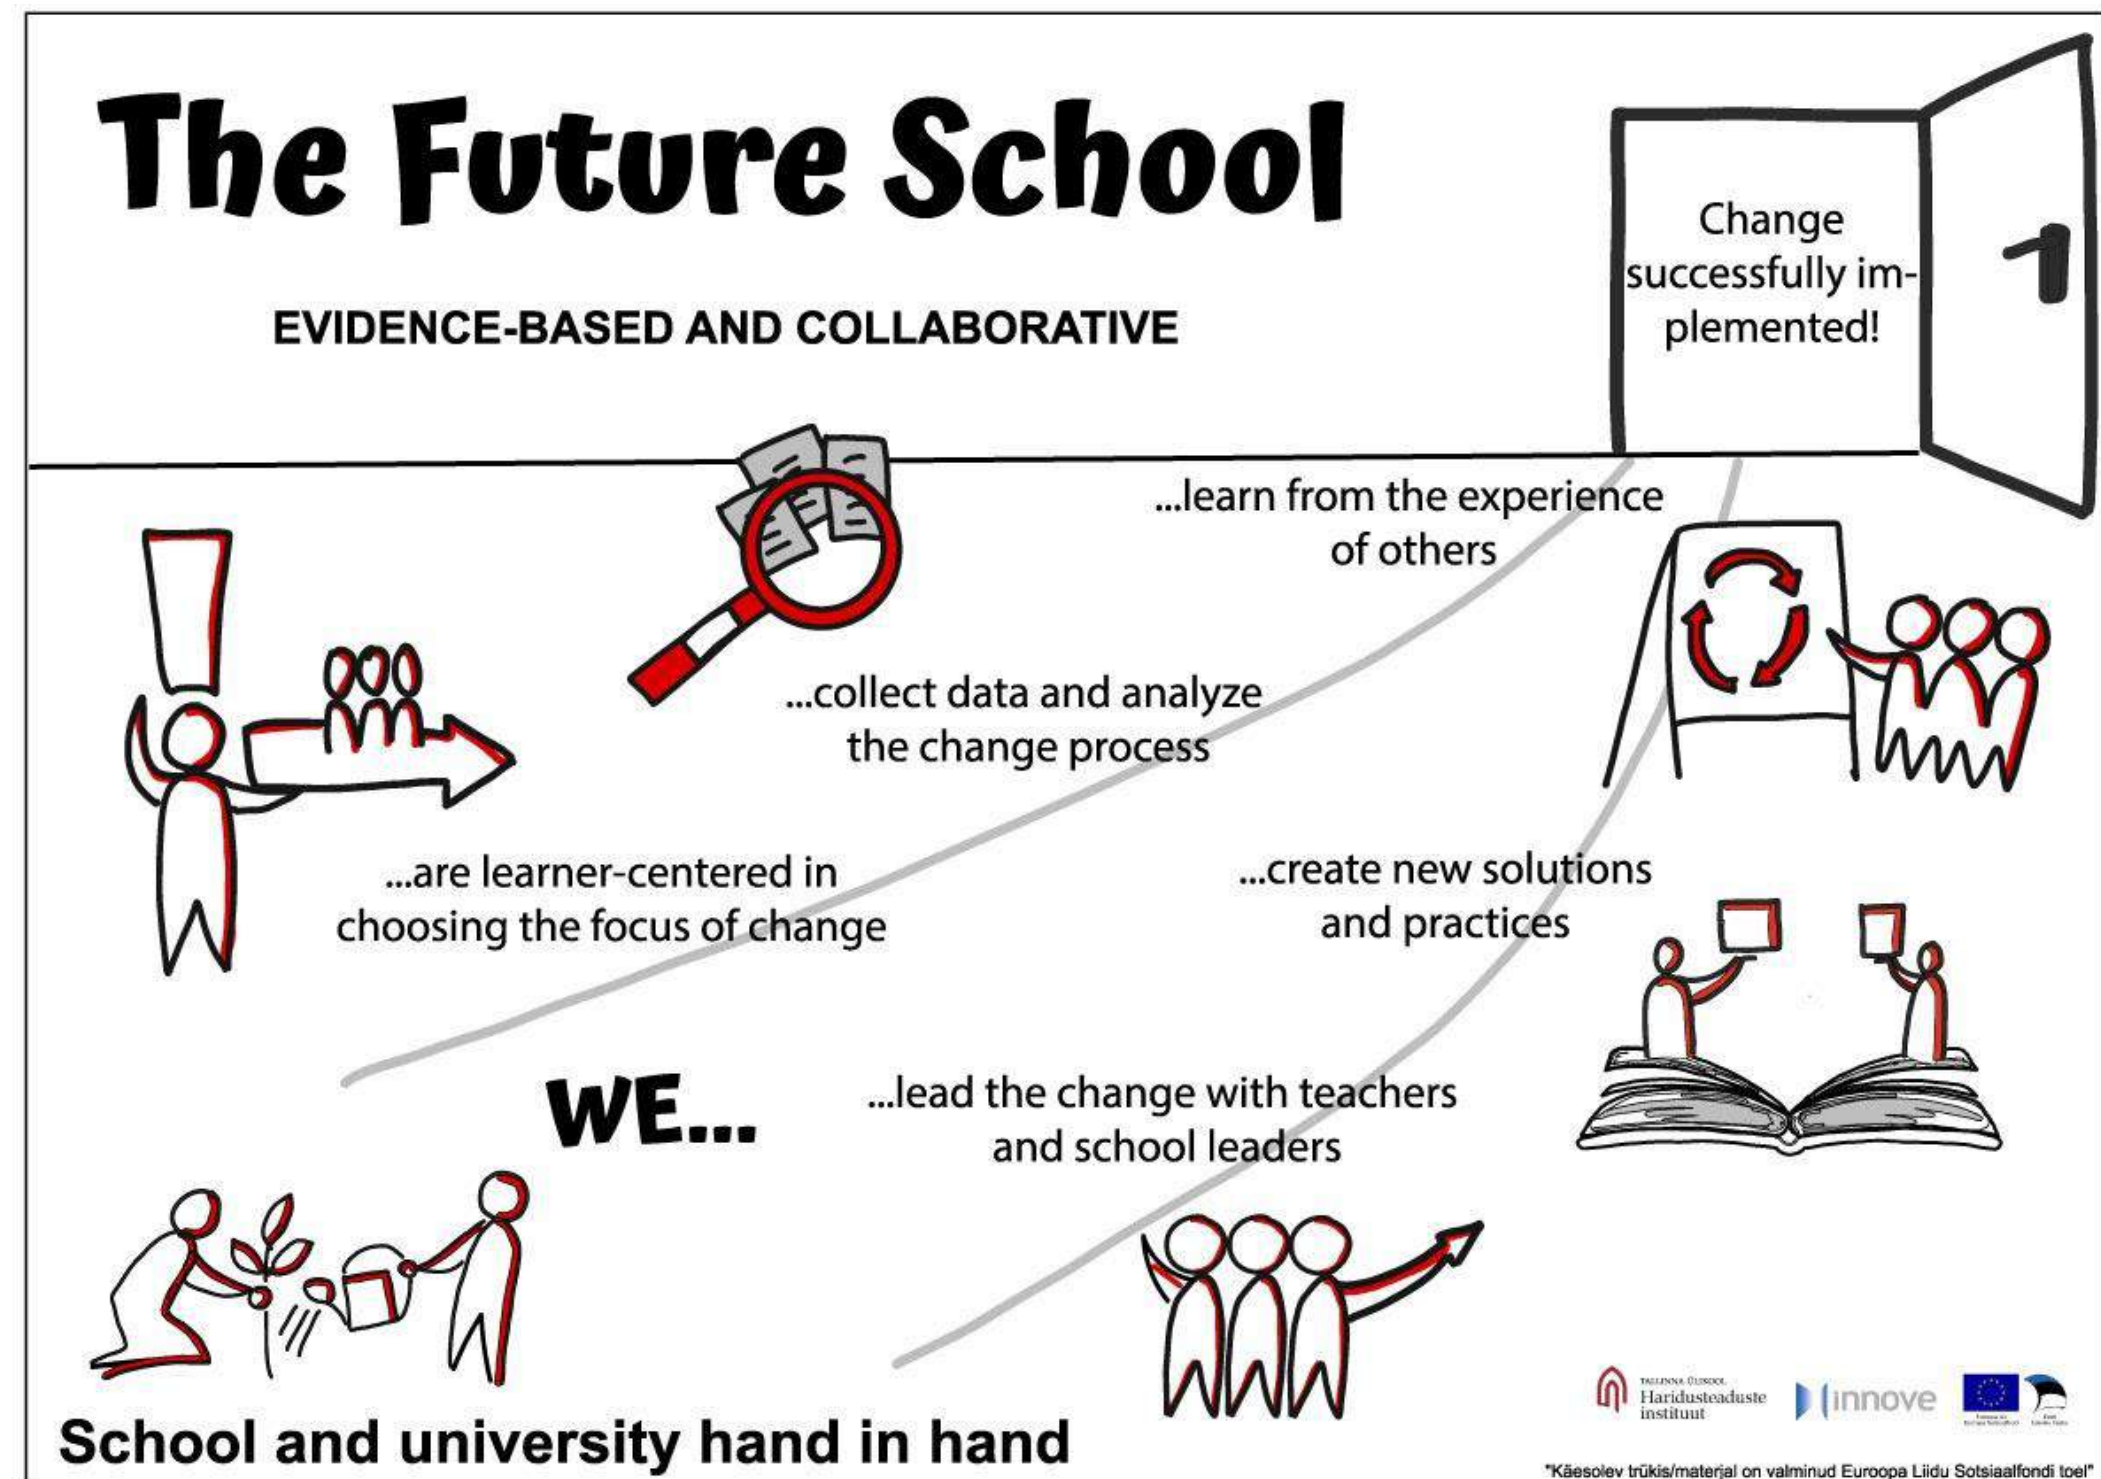 The Future School
EVIDENCE-BASED AND COLLABORATIVE
Change
successfully im-
plemented!
...learn from the experience
of others
...collect data and analyze
the change process
...are learner-centered in
choosing the focus of change
...create new solutions
and practices
WE...
...lead the change with teachers
and school leaders
School and university hand in hand
TALLINNA ÜLIKOOL
Haridusteaduste
instituut
innove
"Käesolev trükis/materjal on valminud Euroopa Liidu Sotsiaalfondi toel"